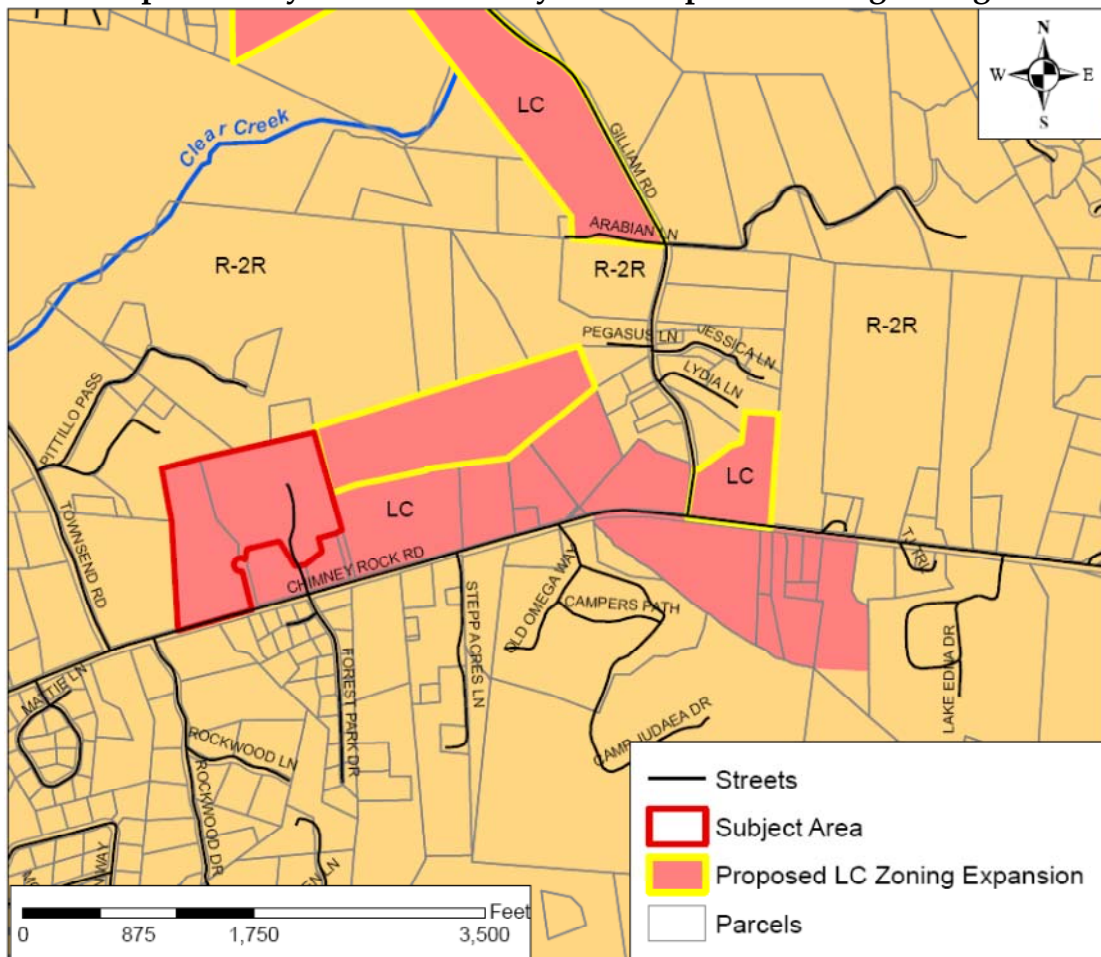 N
W E
S
LC
Clear Creek
GILLIAM RD
ARABIAN LN
R-2R
R-2R
R-2R
PEGASUS LN
JESSICA LN
LYDIA LN
PITTILLO PASS
TOWNSEND RD
LC
LC
CHIMNEY ROCK RD
OLD OMEGA WAY
CAMPERS PATH
STEPP ACRES LN
FOREST PARK DR
LAKE EDNA DR
MATTIE LN
CAMP JUDAEA DR
ROCKWOOD LN
ROCKWOOD DR
Streets
Subject Area
Proposed LC Zoning Expansion
Parcels
Feet
0 875 1,750 3,500